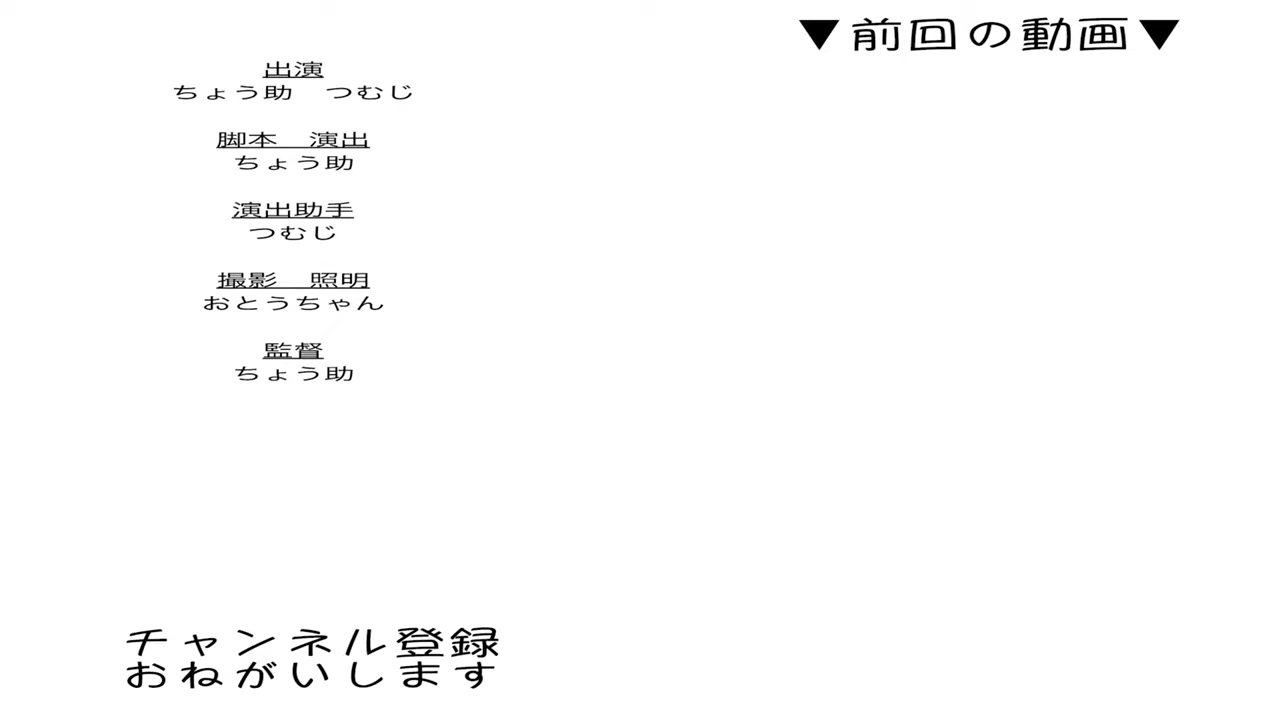 ▼前回の動画▼
出演
ちょう助　つむじ
脚本　演出
ちょう助
演出助手
つむじ
撮影　照明
おとうちゃん
監督
ちょう助
チャンネル登録
おねがいします